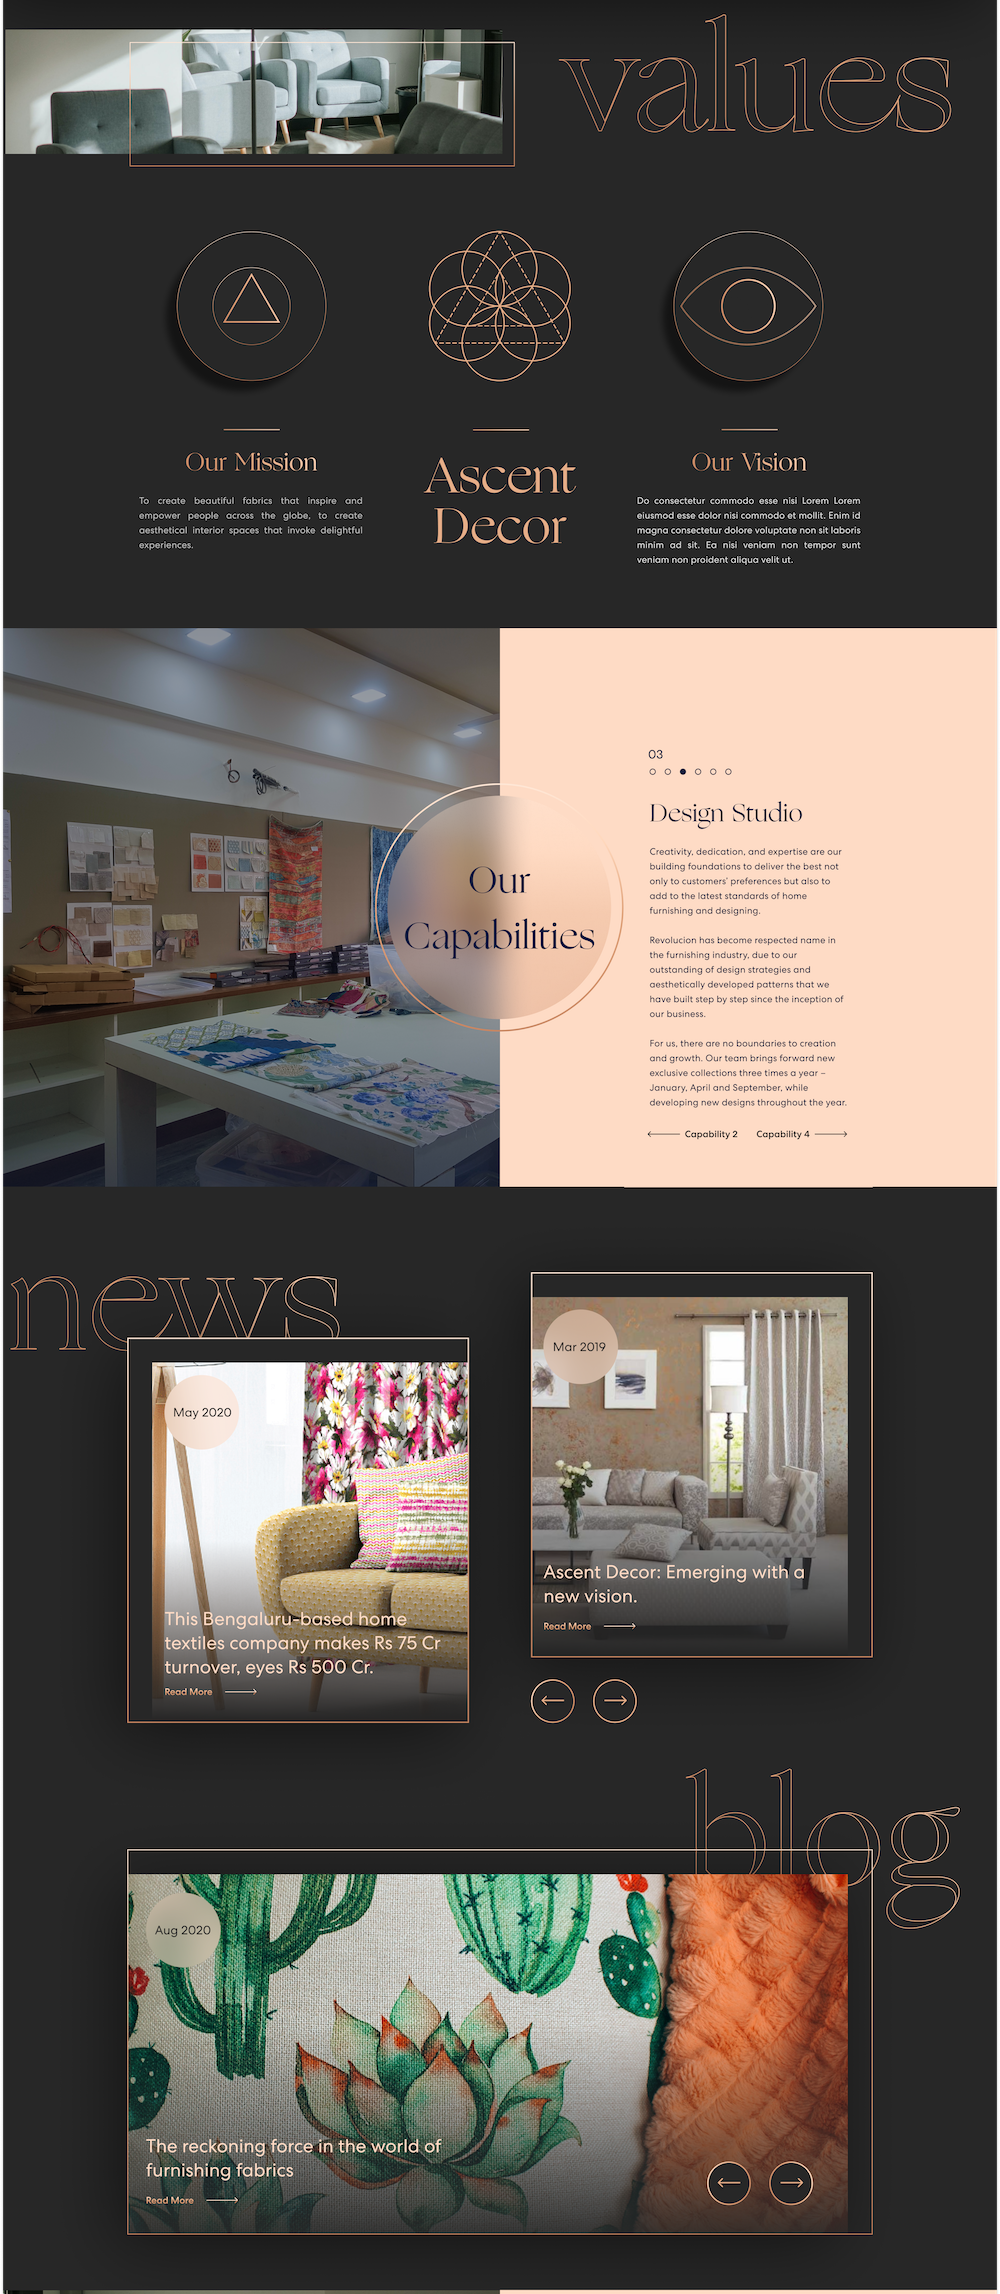 values
Our Mission
To create beautiful fabrics that inspire and
empower people across the globe, to create
aesthetical interior spaces that invoke delightful
experiences.
Ascent
Decor
Our Vision
Do consectetur commodo esse nisi Lorem Lorem
eiusmod esse dolor nisi commodo et mollit. Enim id
magna consectetur dolore voluptate non sit laboris
minim ad sit. Ea nisi veniam non tempor sunt
veniam non proident aliqua velit ut.
Our
Capabilities
03
Design Studio
Creativity, dedication, and expertise are our
building foundations to deliver the best not
only to customers' preferences but also to
add to the latest standards of home
furnishing and designing.
Revolucion has become respected name in
the furnishing industry, due to our
outstanding of design strategies and
aesthetically developed patterns that we
have built step by step since the inception of
our business.
For us, there are no boundaries to creation
and growth. Our team brings forward new
exclusive collections three times a year –
January, April and September, while
developing new designs throughout the year.
Capability 2 Capability 4
news
May 2020
This Bengaluru-based home
textiles company makes Rs 75 Cr
turnover, eyes Rs 500 Cr.
Read More
Mar 2019
Ascent Decor: Emerging with a
new vision.
Read More
blog
Aug 2020
The reckoning force in the world of
furnishing fabrics
Read More